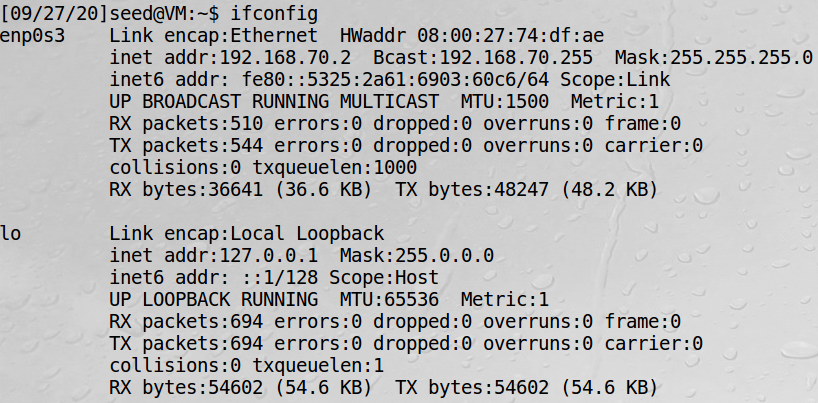 [09/27/20]seed@VM:~$ ifconfig
enp0s3    Link encap:Ethernet  HWaddr 08:00:27:74:df:ae
          inet addr:192.168.70.2  Bcast:192.168.70.255  Mask:255.255.255.0
          inet6 addr: fe80::5325:2a61:6903:60c6/64 Scope:Link
          UP BROADCAST RUNNING MULTICAST  MTU:1500  Metric:1
          RX packets:510 errors:0 dropped:0 overruns:0 frame:0
          TX packets:544 errors:0 dropped:0 overruns:0 carrier:0
          collisions:0 txqueuelen:1000
          RX bytes:36641 (36.6 KB)  TX bytes:48247 (48.2 KB)

lo        Link encap:Local Loopback
          inet addr:127.0.0.1  Mask:255.0.0.0
          inet6 addr: ::1/128 Scope:Host
          UP LOOPBACK RUNNING  MTU:65536  Metric:1
          RX packets:694 errors:0 dropped:0 overruns:0 frame:0
          TX packets:694 errors:0 dropped:0 overruns:0 carrier:0
          collisions:0 txqueuelen:1
          RX bytes:54602 (54.6 KB)  TX bytes:54602 (54.6 KB)